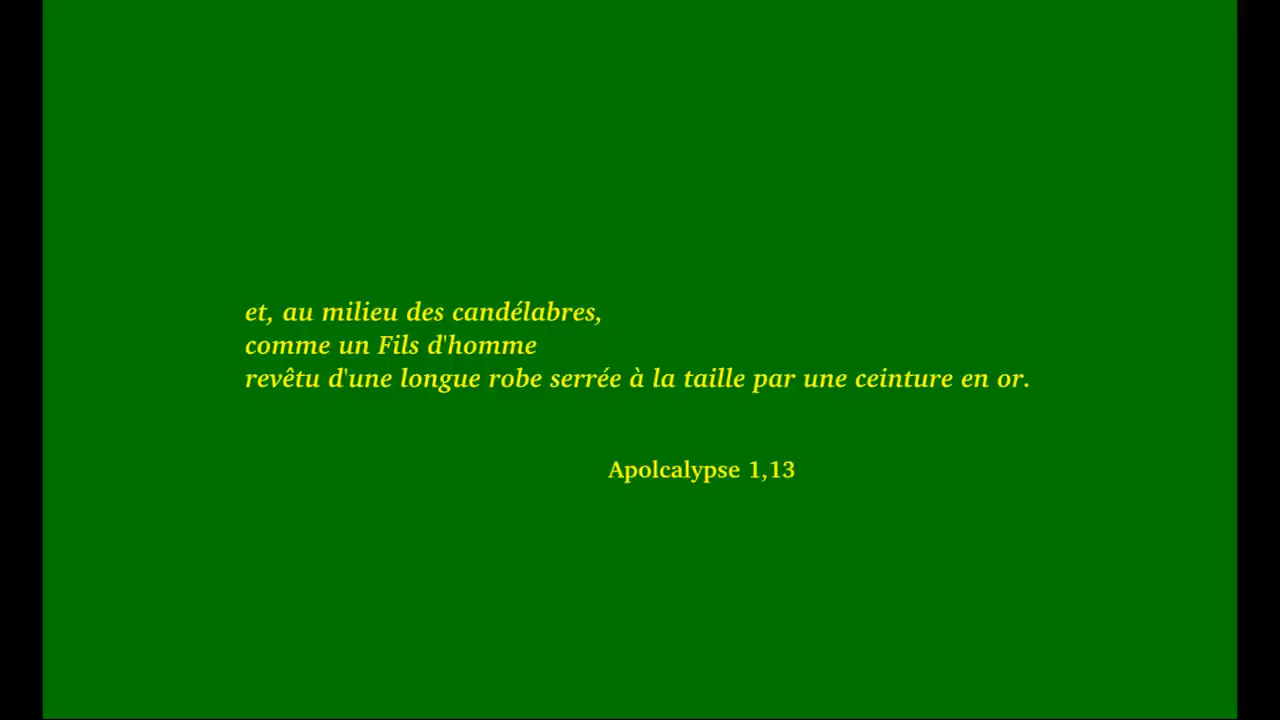 et, au milieu des candélabres,
comme un Fils d'homme
revêtu d'une longue robe serrée à la taille par une ceinture en or.
Apolcalypse 1,13